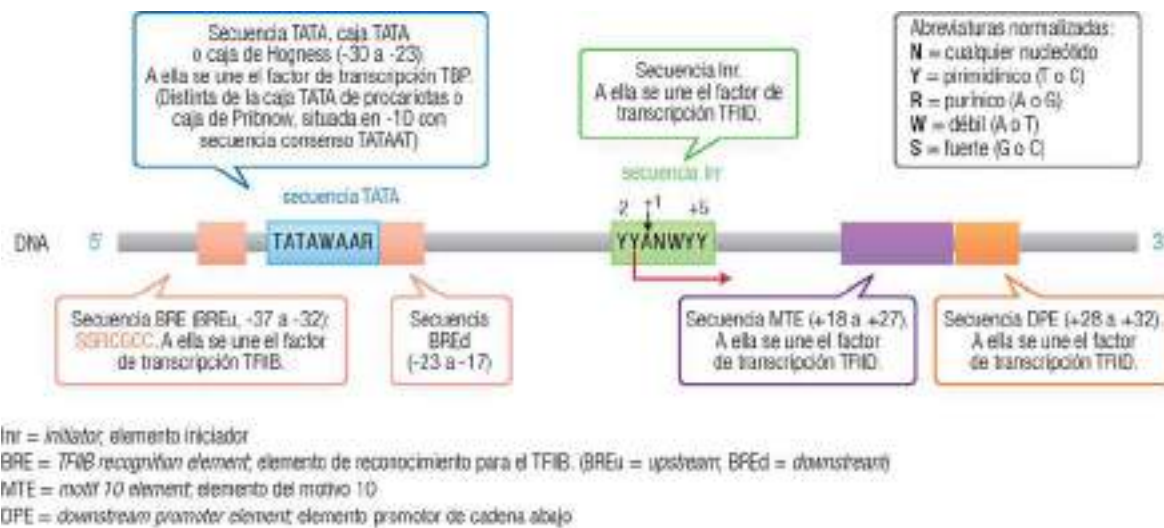 Secuencia TATA, caja TATA
o caja de Hogness (-30 a -23)
A ella se une el factor de transcripción TBP.
(Distinta de la caja TATA de procariotas o
caja de Pribnow, situada en -10 con
secuencia consenso TATAAT)
Secuencia Inr.
A ella se une el factor de
transcripción TFIID.
Abreviaturas normalizadas:
N = cualquier nucleótido
Y = pirimidínico (T o C)
R = purínico (A o G)
W = débil (A o T)
S = fuerte (G o C)
secuencia TATA
secuencia Inr
2 +1 +5
DNA 5' TATAWAAR YYANWYY 3
Secuencia BRE (BREu, -37 a -32):
SSRCGCC. A ella se une el factor
de transcripción TFIIB.
Secuencia
BREd
(-23 a -17)
Secuencia MTE (+18 a +27).
A ella se une el factor
de transcripción TFIID.
Secuencia DPE (+28 a +32).
A ella se une el factor
de transcripción TFIID.
Inr = initiator, elemento iniciador
BRE = TFIIB recognition element, elemento de reconocimiento para el TFIIB. (BREu = upstream; BREd = downstream)
MTE = motif 10 element, elemento del motivo 10
DPE = downstream promoter element, elemento promotor de cadena abajo